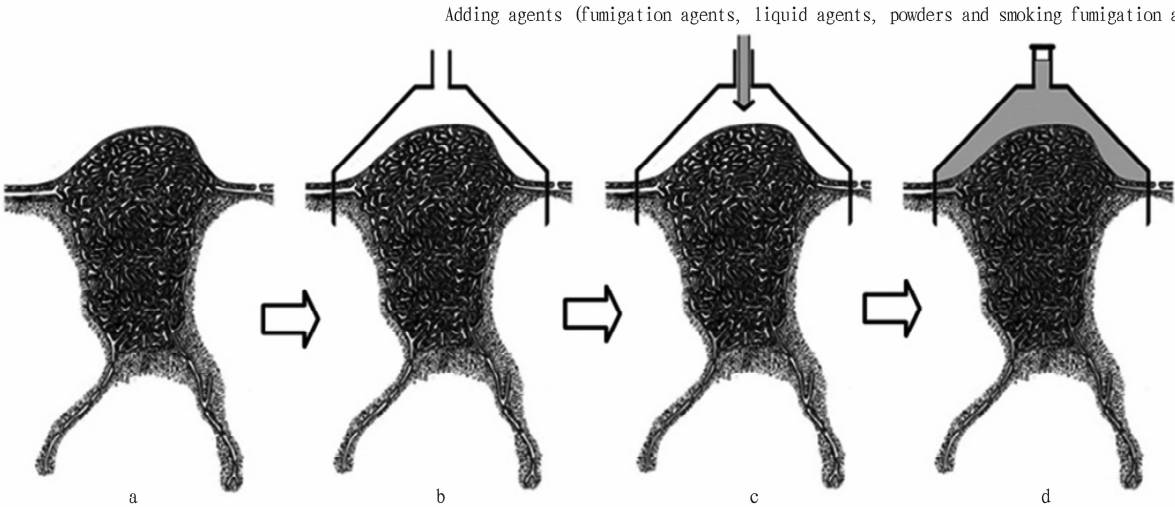 Adding agents (fumigation agents, liquid agents, powders and smoking fumigation
a
b
c
d